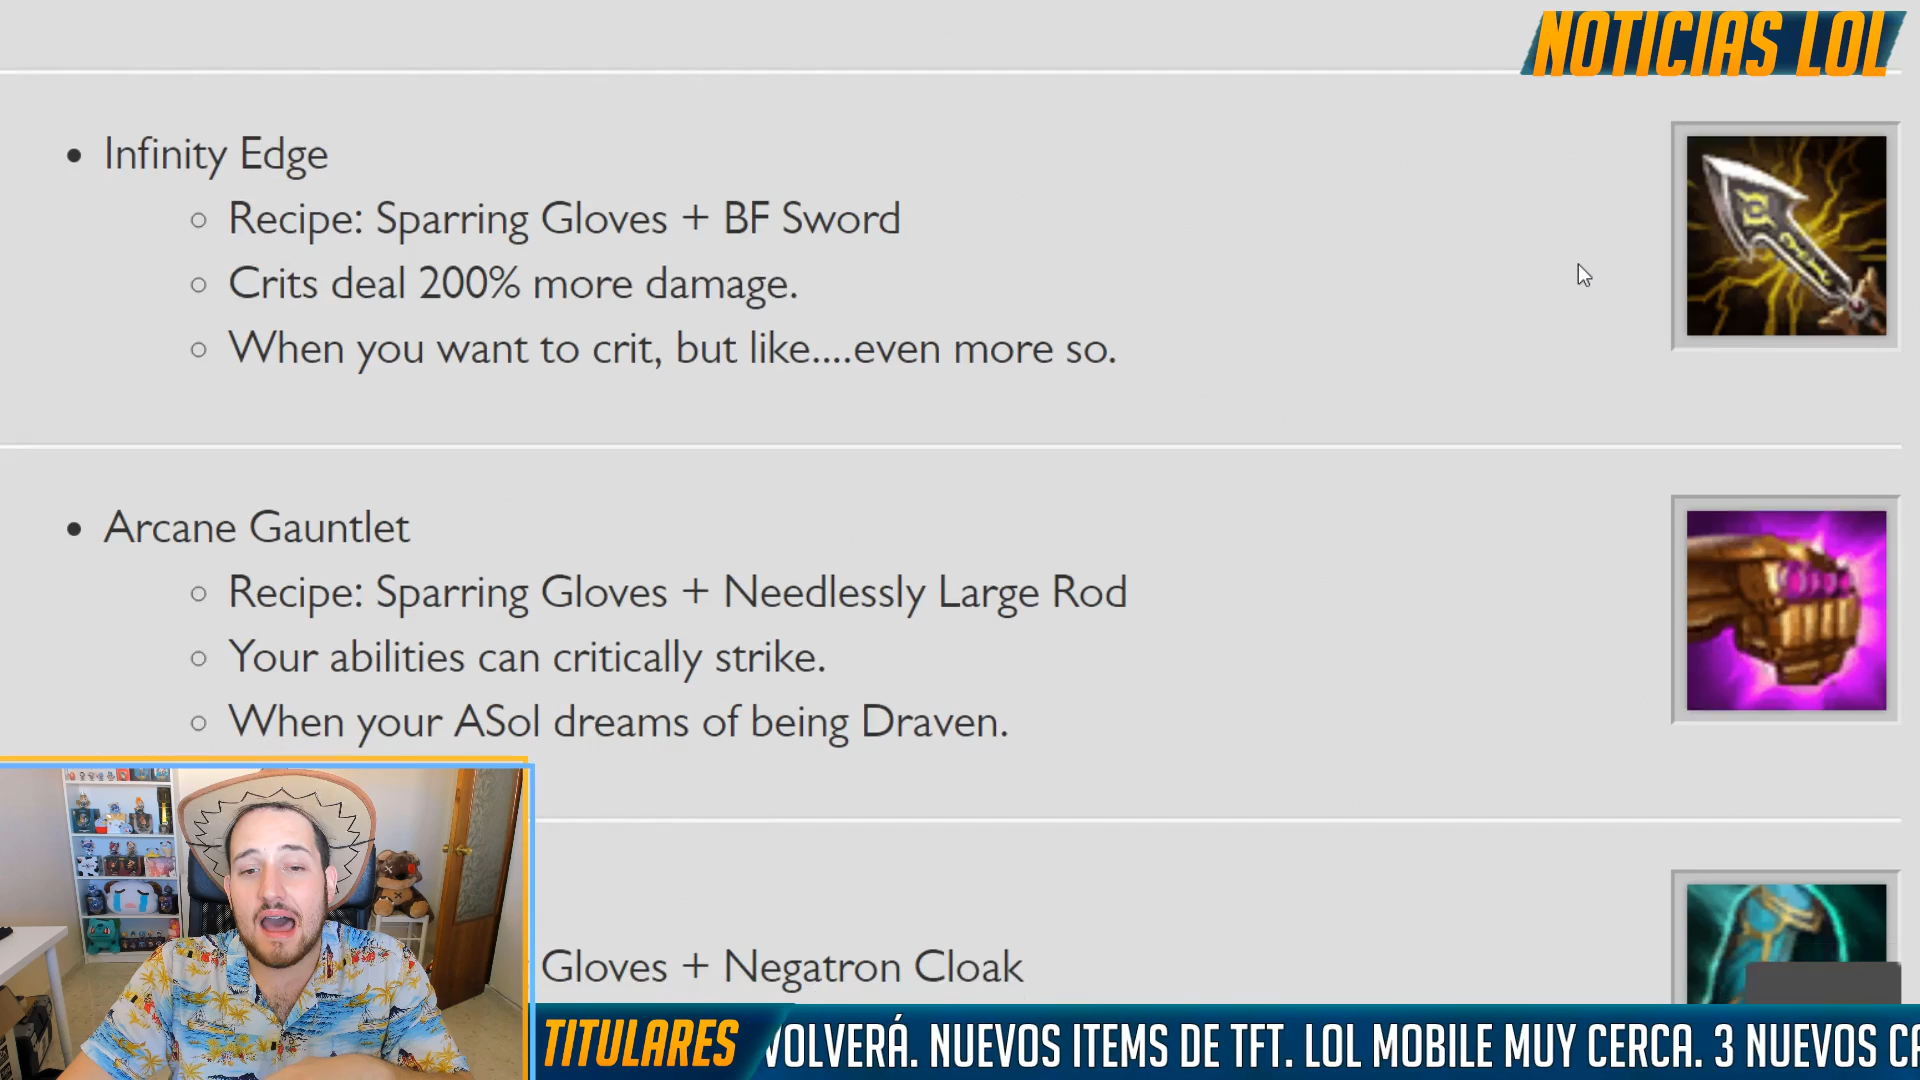 NOTICIAS LOL
Infinity Edge
Recipe: Sparring Gloves + BF Sword
Crits deal 200% more damage.
When you want to crit, but like....even more so.
Arcane Gauntlet
Recipe: Sparring Gloves + Needlessly Large Rod
Your abilities can critically strike.
When your ASol dreams of being Draven.
Gloves + Negatron Cloak
TITULARES
VOLVERÁ. NUEVOS ITEMS DE TFT. LOL MOBILE MUY CERCA. 3 NUEVOS